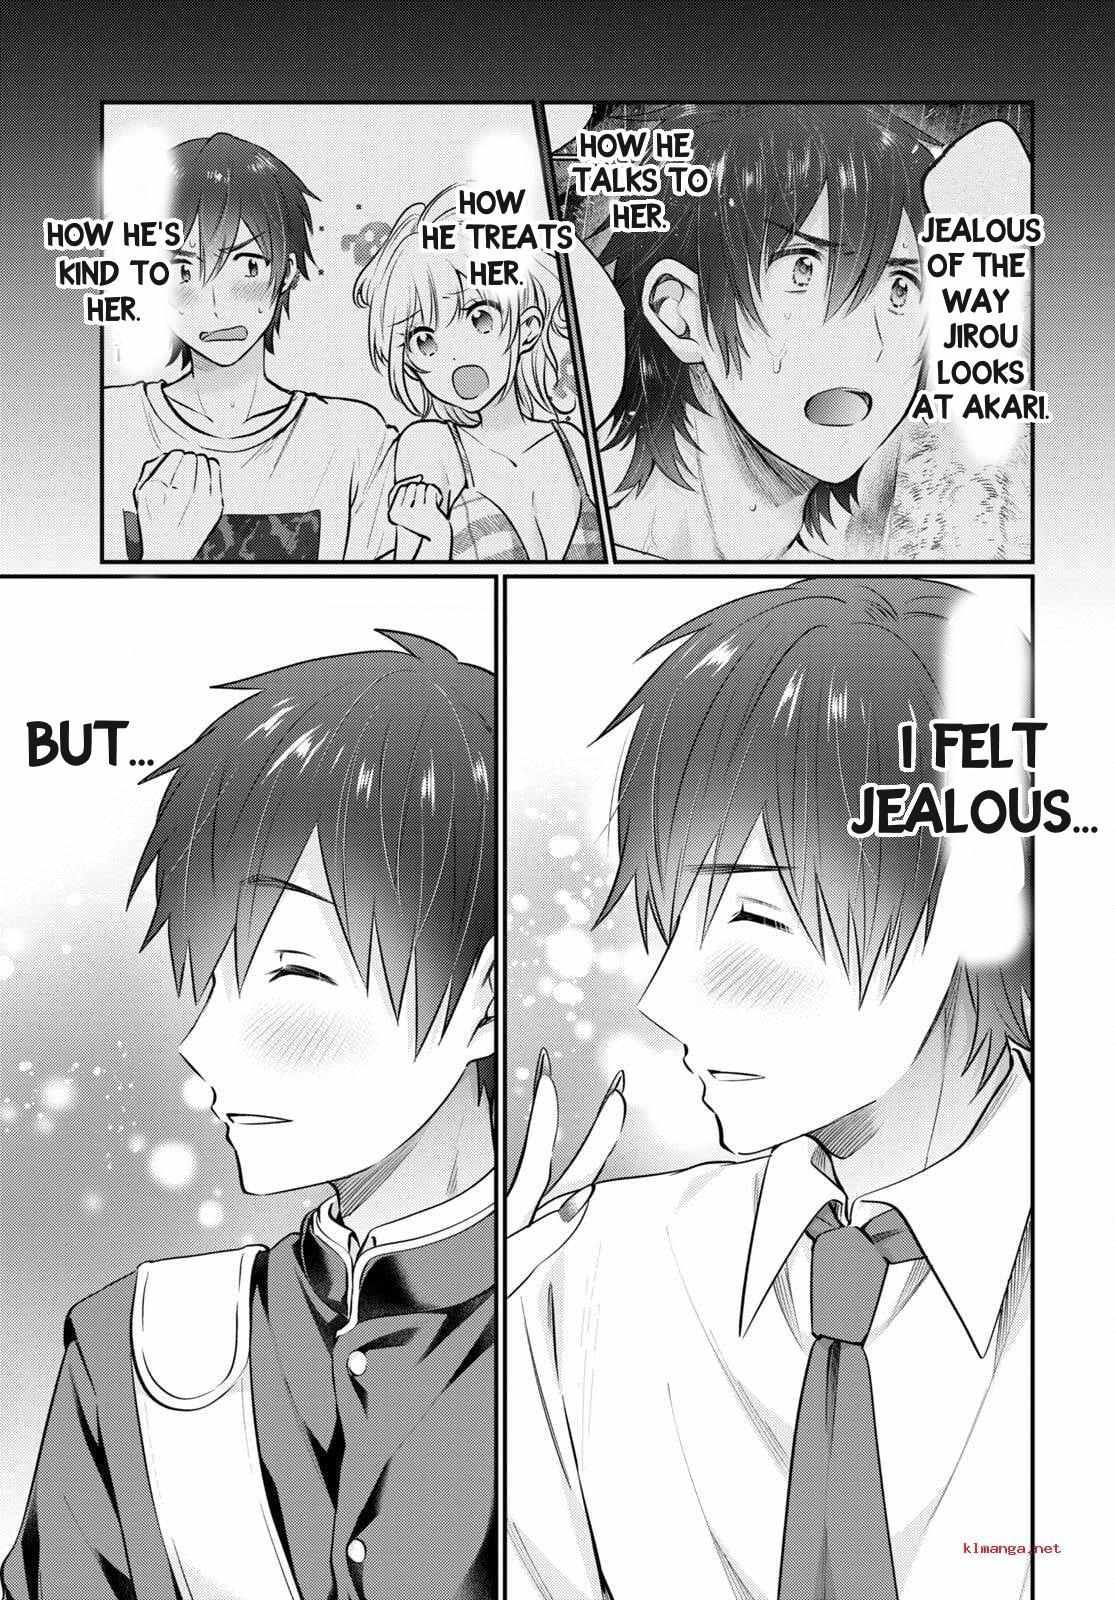 JEALOUS
OF THE
WAY
JIROU
LOOKS
AT AKARI.
HOW HE
TALKS TO
HER.
HOW
HE TREATS
HER.
HOW HE'S
KIND TO
HER.
I FELT
JEALOUS...
BUT...
klmanga.net